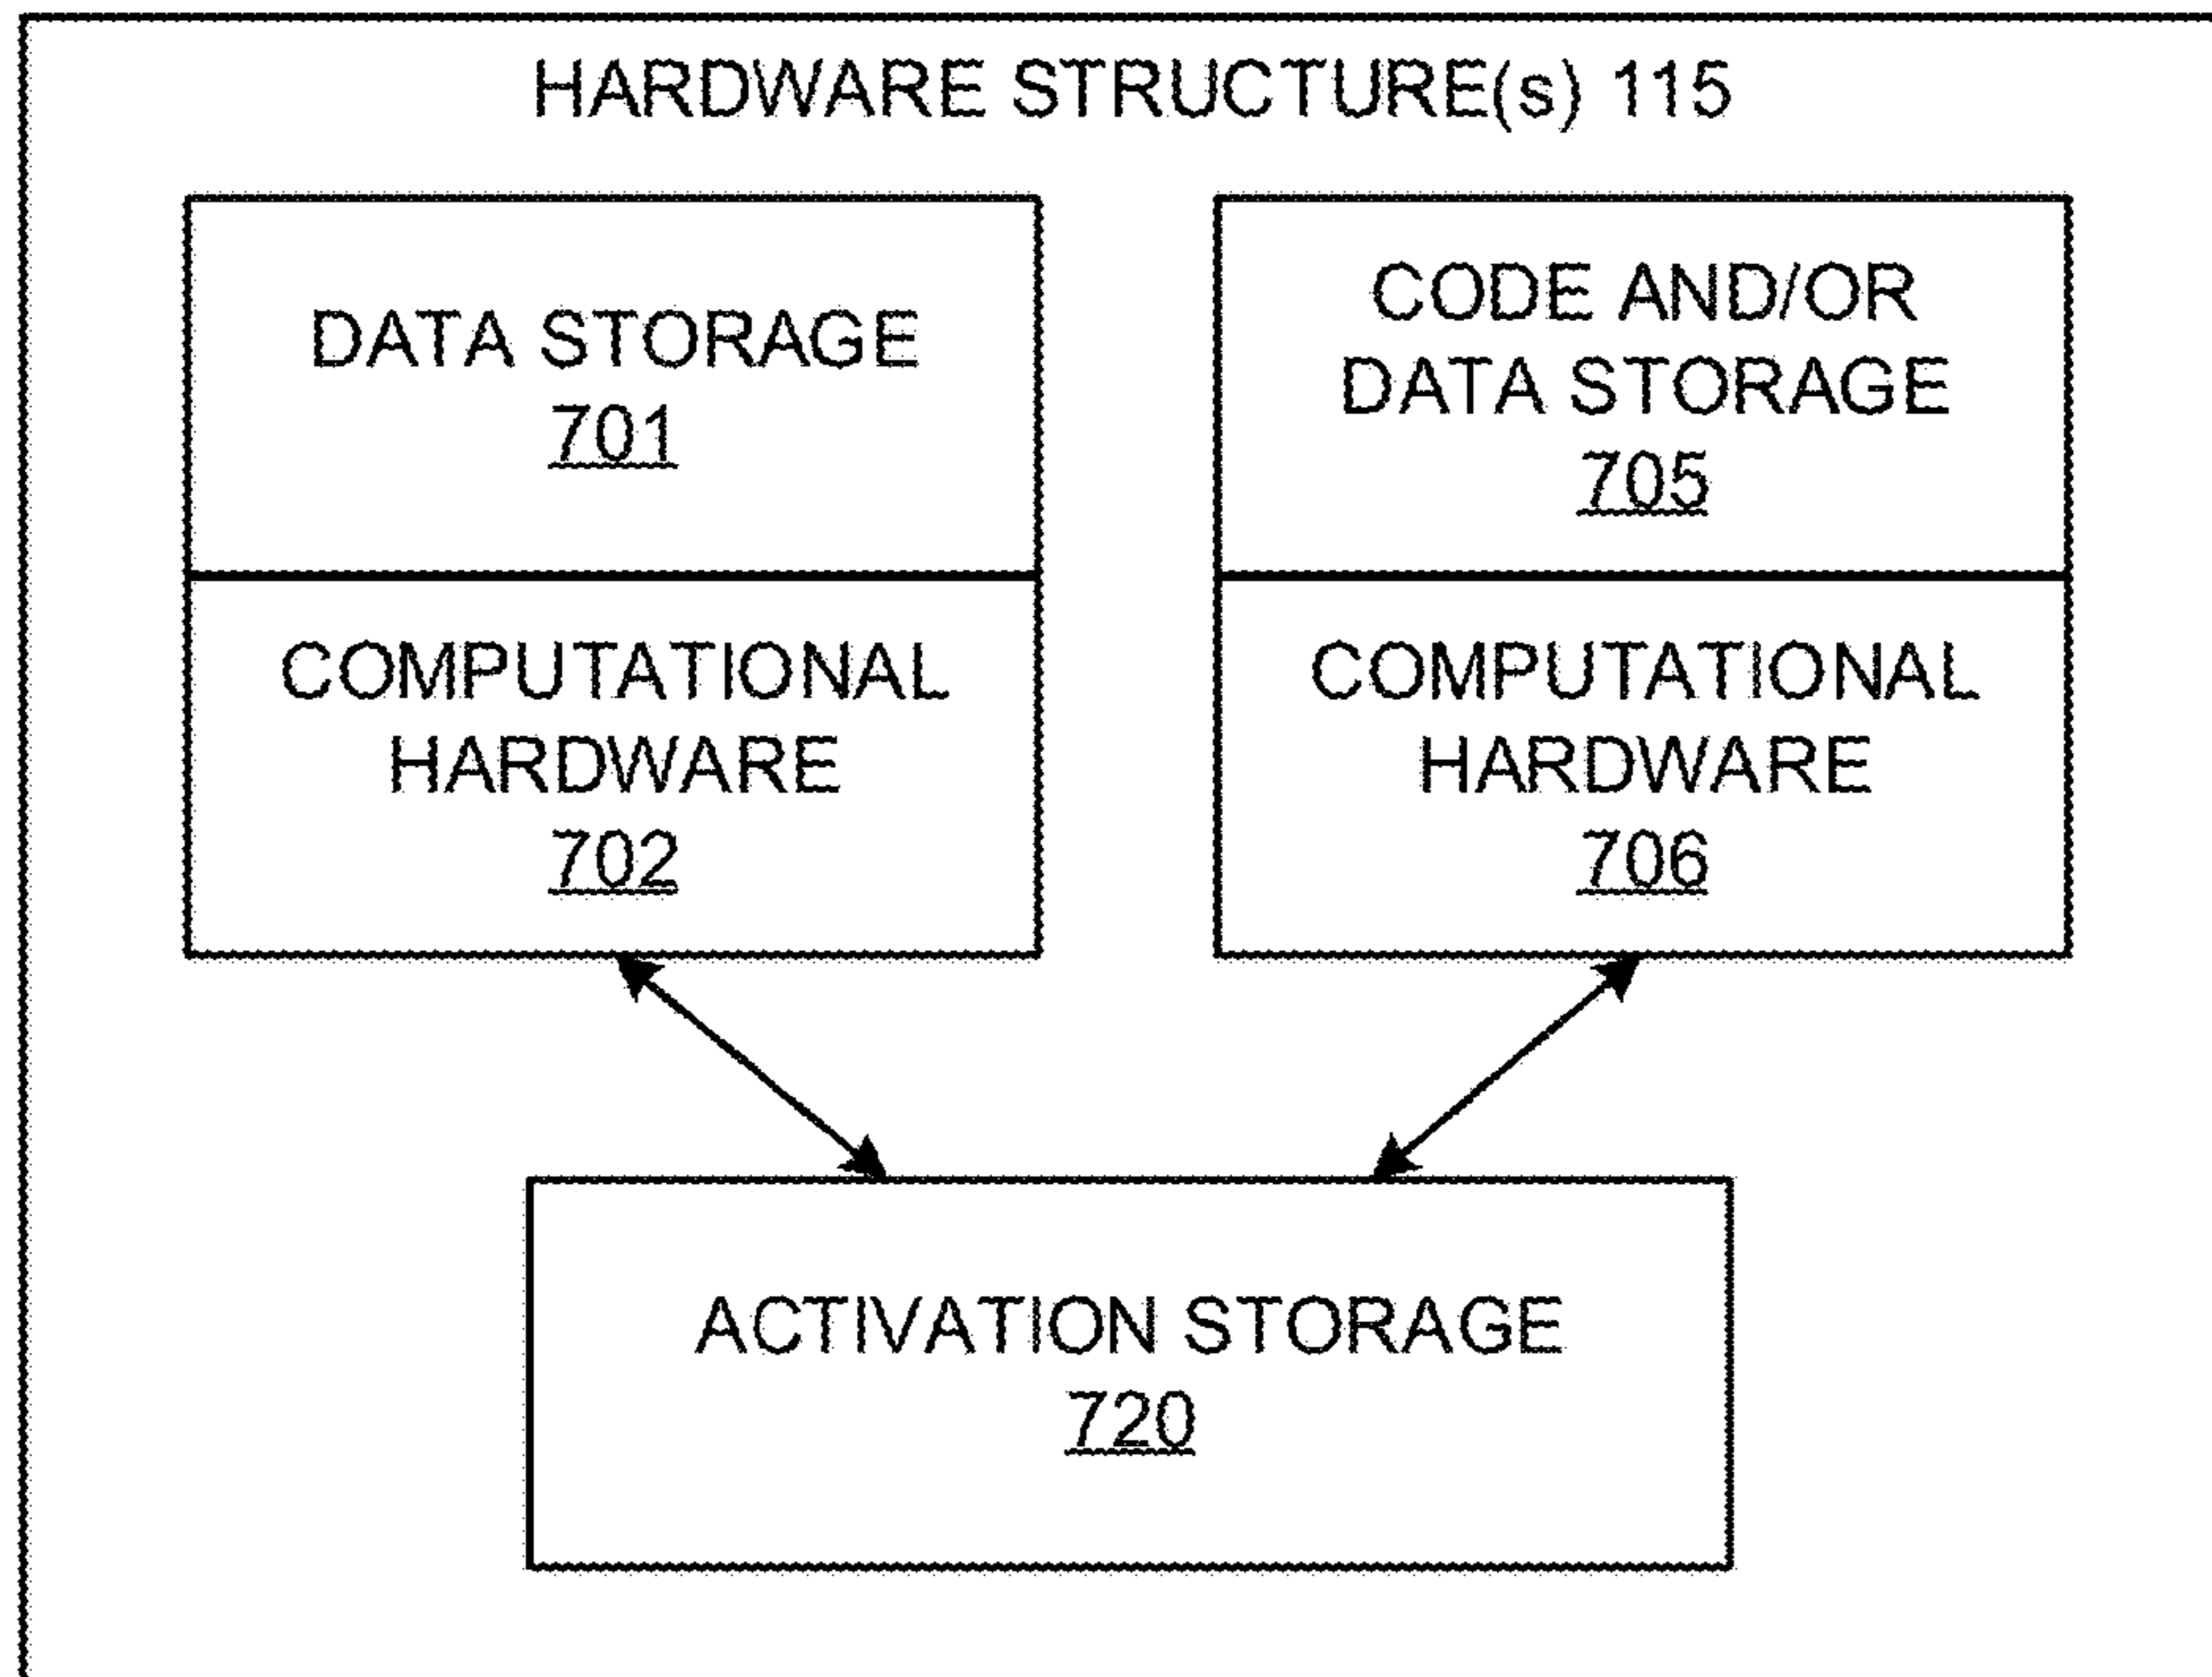 HARDWARE STRUCTURE(s) 115
DATA STORAGE
701
COMPUTATIONAL
HARDWARE
702
CODE AND/OR
DATA STORAGE
705
COMPUTATIONAL
HARDWARE
706
ACTIVATION STORAGE
720